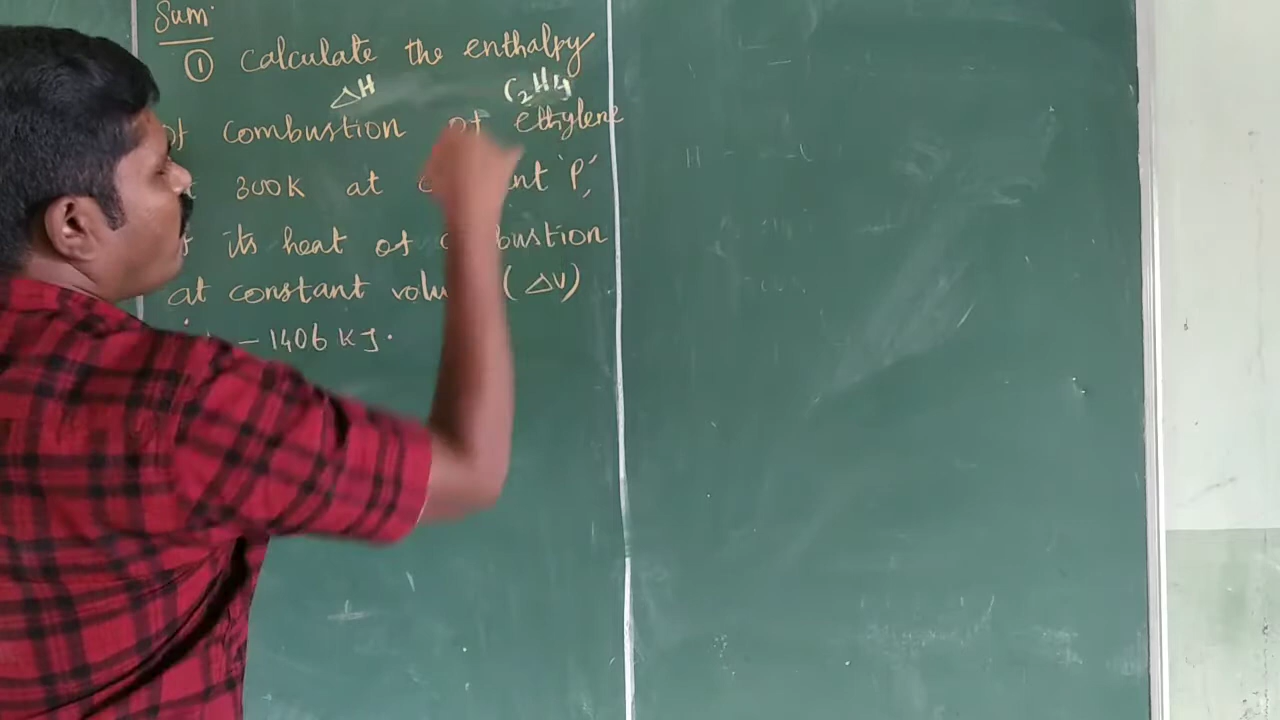 Sum.
① Calculate the enthalpy
ΔH C2H4
of combustion of ethylene
300K at 'P',
its heat of combustion
at constant (ΔV)
- 1406 KJ.